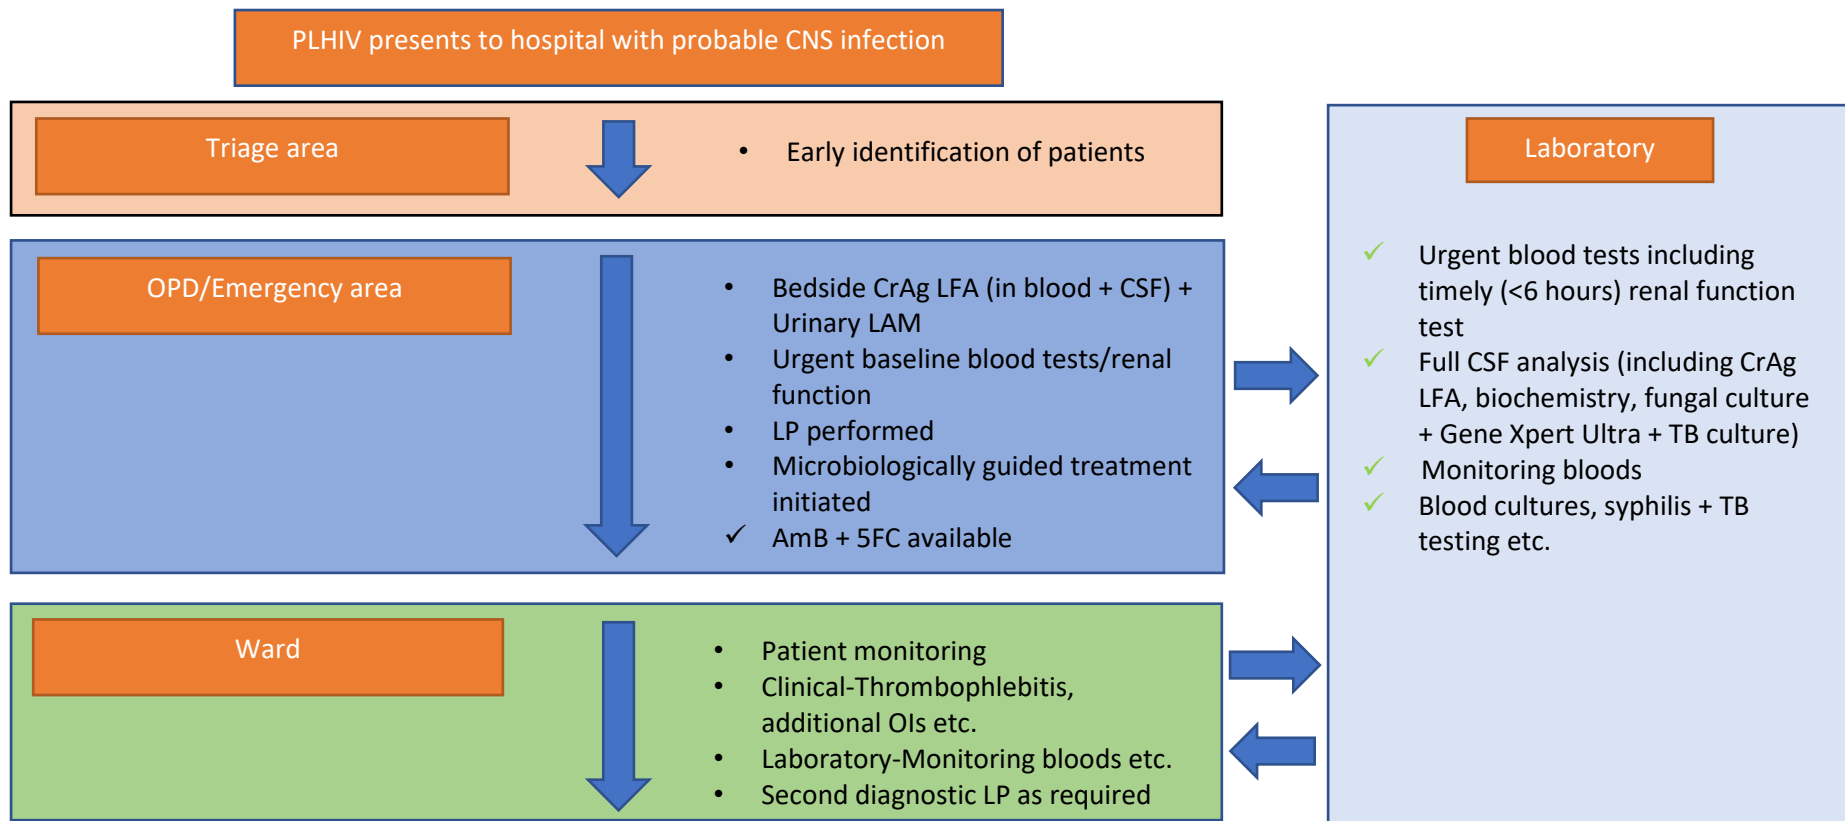 PLHIV presents to hospital with probable CNS infection
Triage area
• Early identification of patients
OPD/Emergency area
• Bedside CrAg LFA (in blood + CSF) +
Urinary LAM
• Urgent baseline blood tests/renal
function
• LP performed
• Microbiologically guided treatment
initiated
✓ AmB + 5FC available
Ward
• Patient monitoring
• Clinical-Thrombophlebitis,
additional OIs etc.
• Laboratory-Monitoring bloods etc.
• Second diagnostic LP as required
Laboratory
✓ Urgent blood tests including
timely (<6 hours) renal function
test
✓ Full CSF analysis (including CrAg
LFA, biochemistry, fungal culture
+ Gene Xpert Ultra + TB culture)
✓ Monitoring bloods
✓ Blood cultures, syphilis + TB
testing etc.